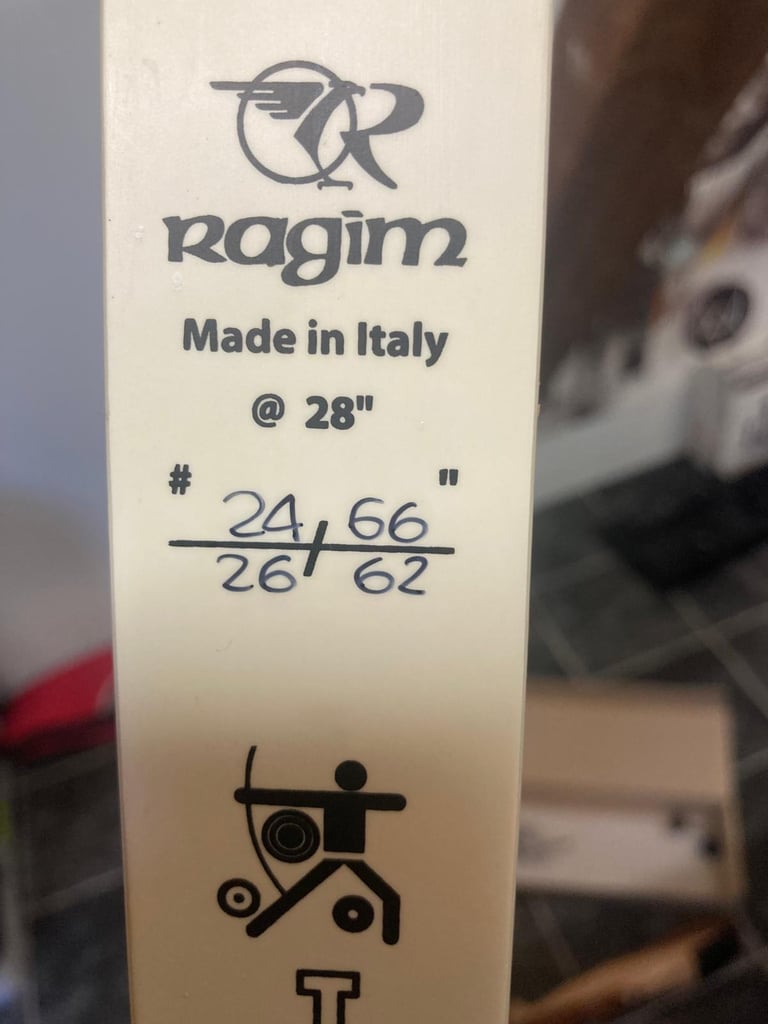 R
Ragim
Made in Italy
@ 28"
# 24 / 66 "
26 / 62
I